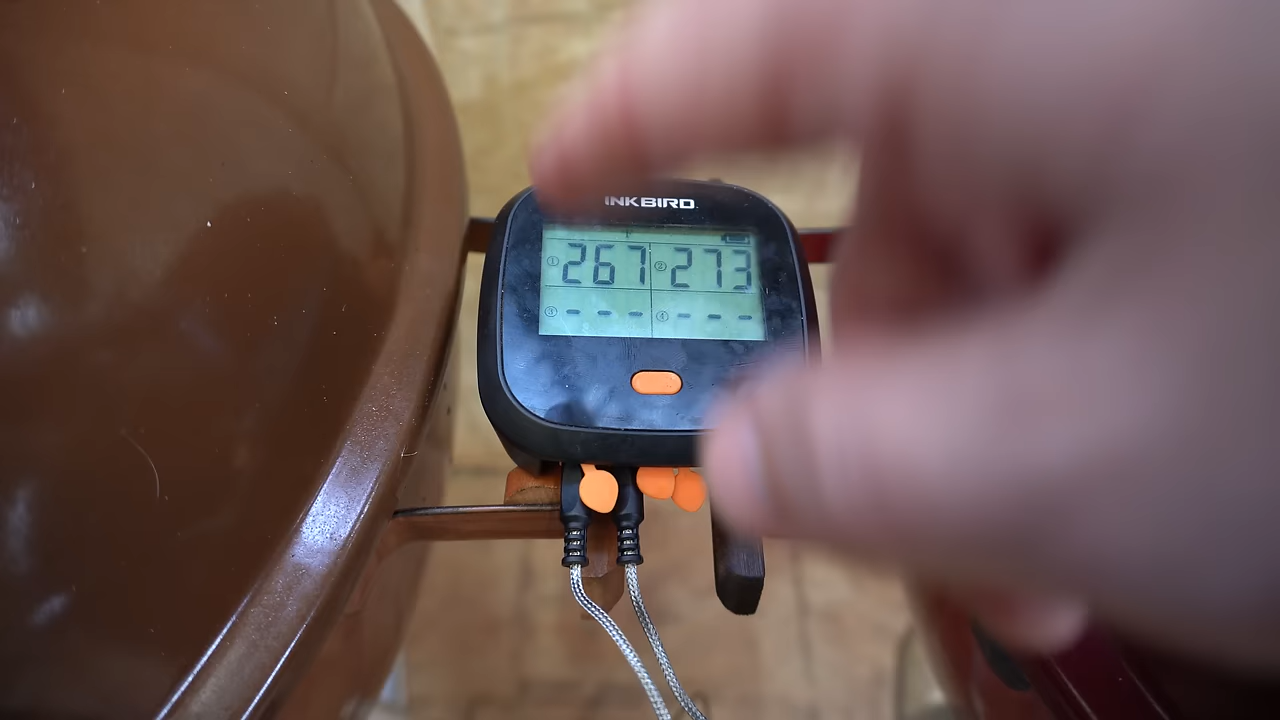 INKBIRD
① 267 ② 273
③ - - - ④ - - -